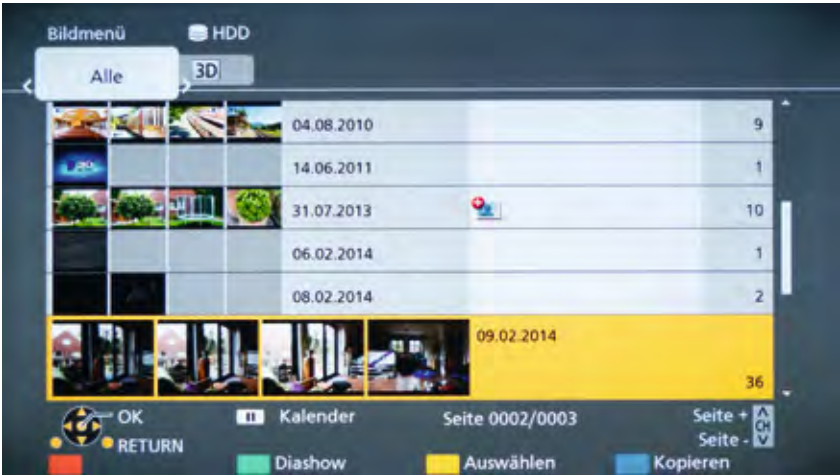 Bildmenü HDD
Alle 3D
04.08.2010 9
14.06.2011 1
31.07.2013 10
06.02.2014 1
08.02.2014 2
09.02.2014
36
OK Kalender Seite 0002/0003 Seite + CH
RETURN Seite -
Diashow Auswählen Kopieren